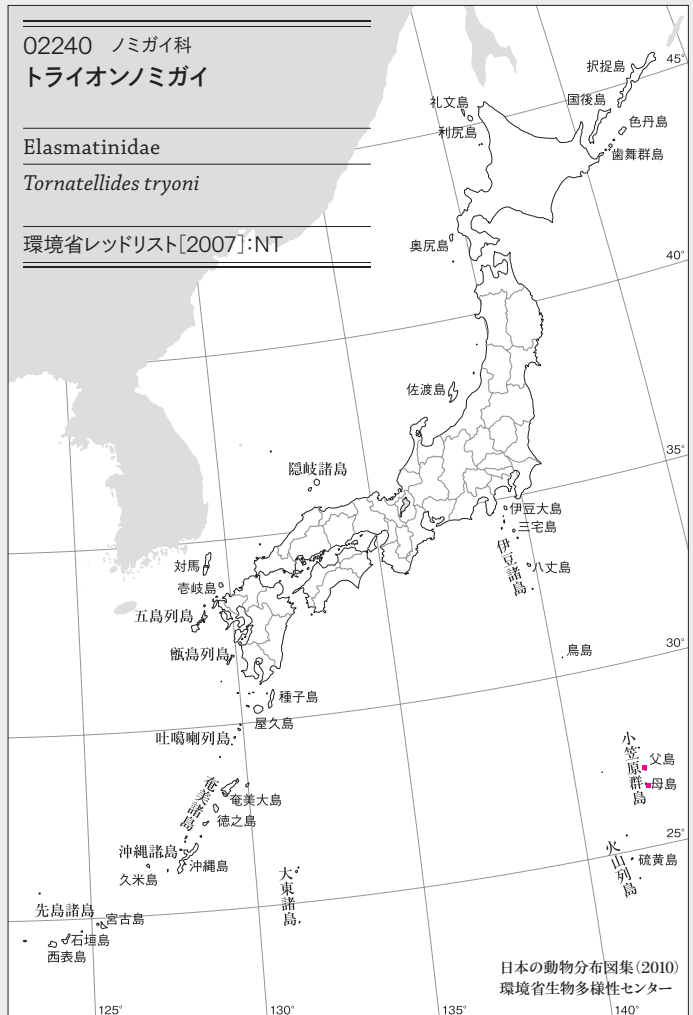 02240 ノミガイ科
トライオンノミガイ
Elasmatinidae
Tornatellides tryoni
環境省レッドリスト[2007]:NT
択捉島
45°
国後島
礼文島
色丹島
利尻島
歯舞群島
奥尻島
40°
佐渡島
35°
隠岐諸島
伊豆大島
三宅島
伊豆諸島
八丈島
対馬
壱岐島
五島列島
甑島列島
鳥島
30°
種子島
屋久島
吐噶喇列島
小笠原群島
父島
母島
奄美諸島
奄美大島
徳之島
25°
沖縄諸島
沖縄島
久米島
火山列島
硫黄島
大東諸島
先島諸島
宮古島
石垣島
西表島
日本の動物分布図集(2010)
環境省生物多様性センター
125°
130°
135°
140°